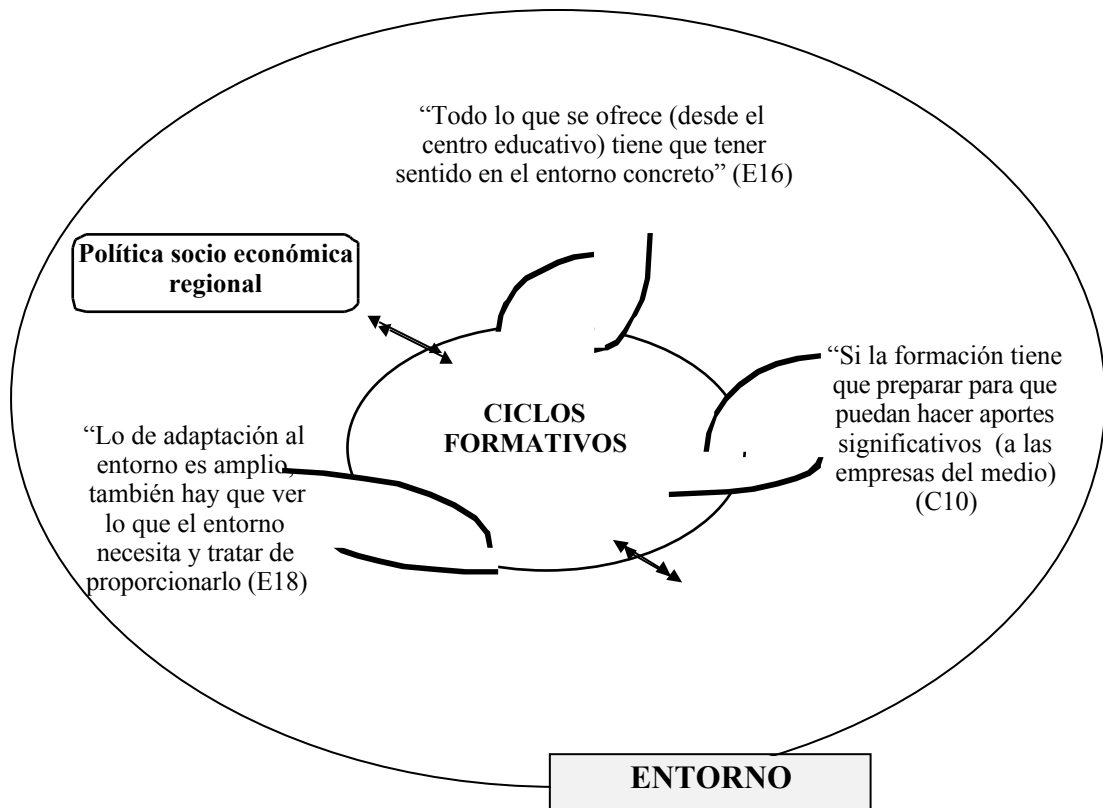 “Todo lo que se ofrece (desde el
centro educativo) tiene que tener
sentido en el entorno concreto” (E16)
Política socio económica
regional
CICLOS
FORMATIVOS
“Si la formación tiene
que preparar para que
puedan hacer aportes
significativos (a las
empresas del medio)
(C10)
“Lo de adaptación al
entorno es amplio,
también hay que ver
lo que el entorno
necesita y tratar de
proporcionarlo (E18)
ENTORNO